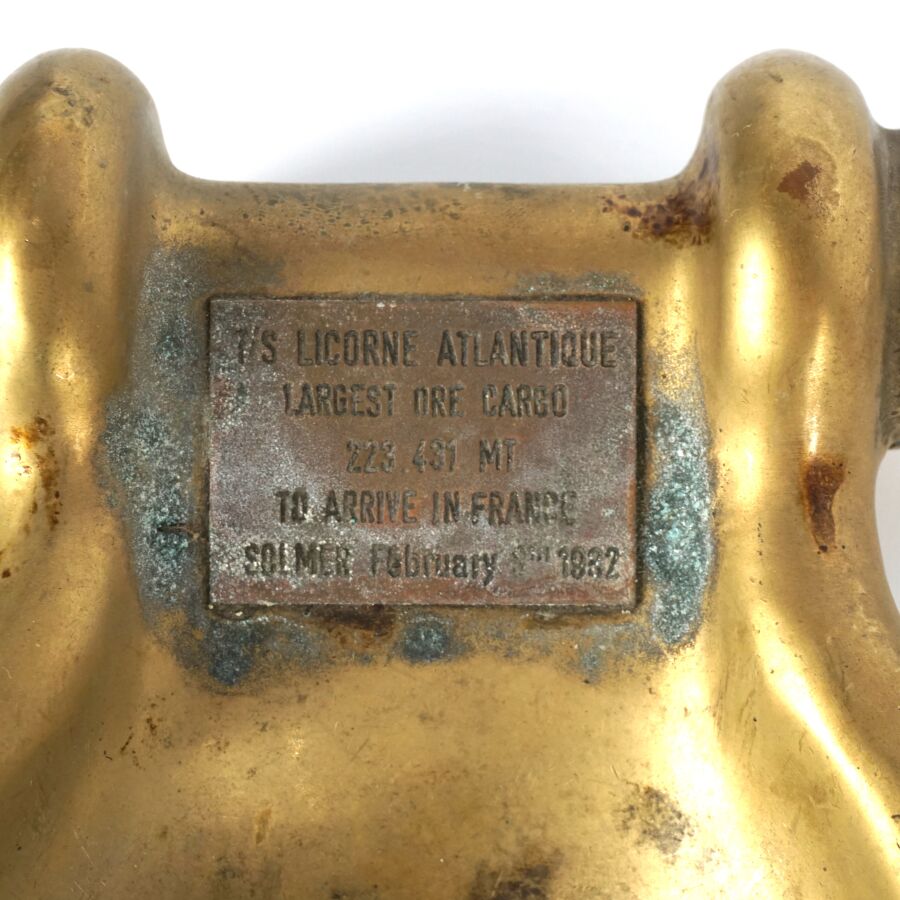 T/S LICORNE ATLANTIQUE
LARGEST ORE CARGO
223.431 MT
TO ARRIVE IN FRANCE
SOLMER February 1982